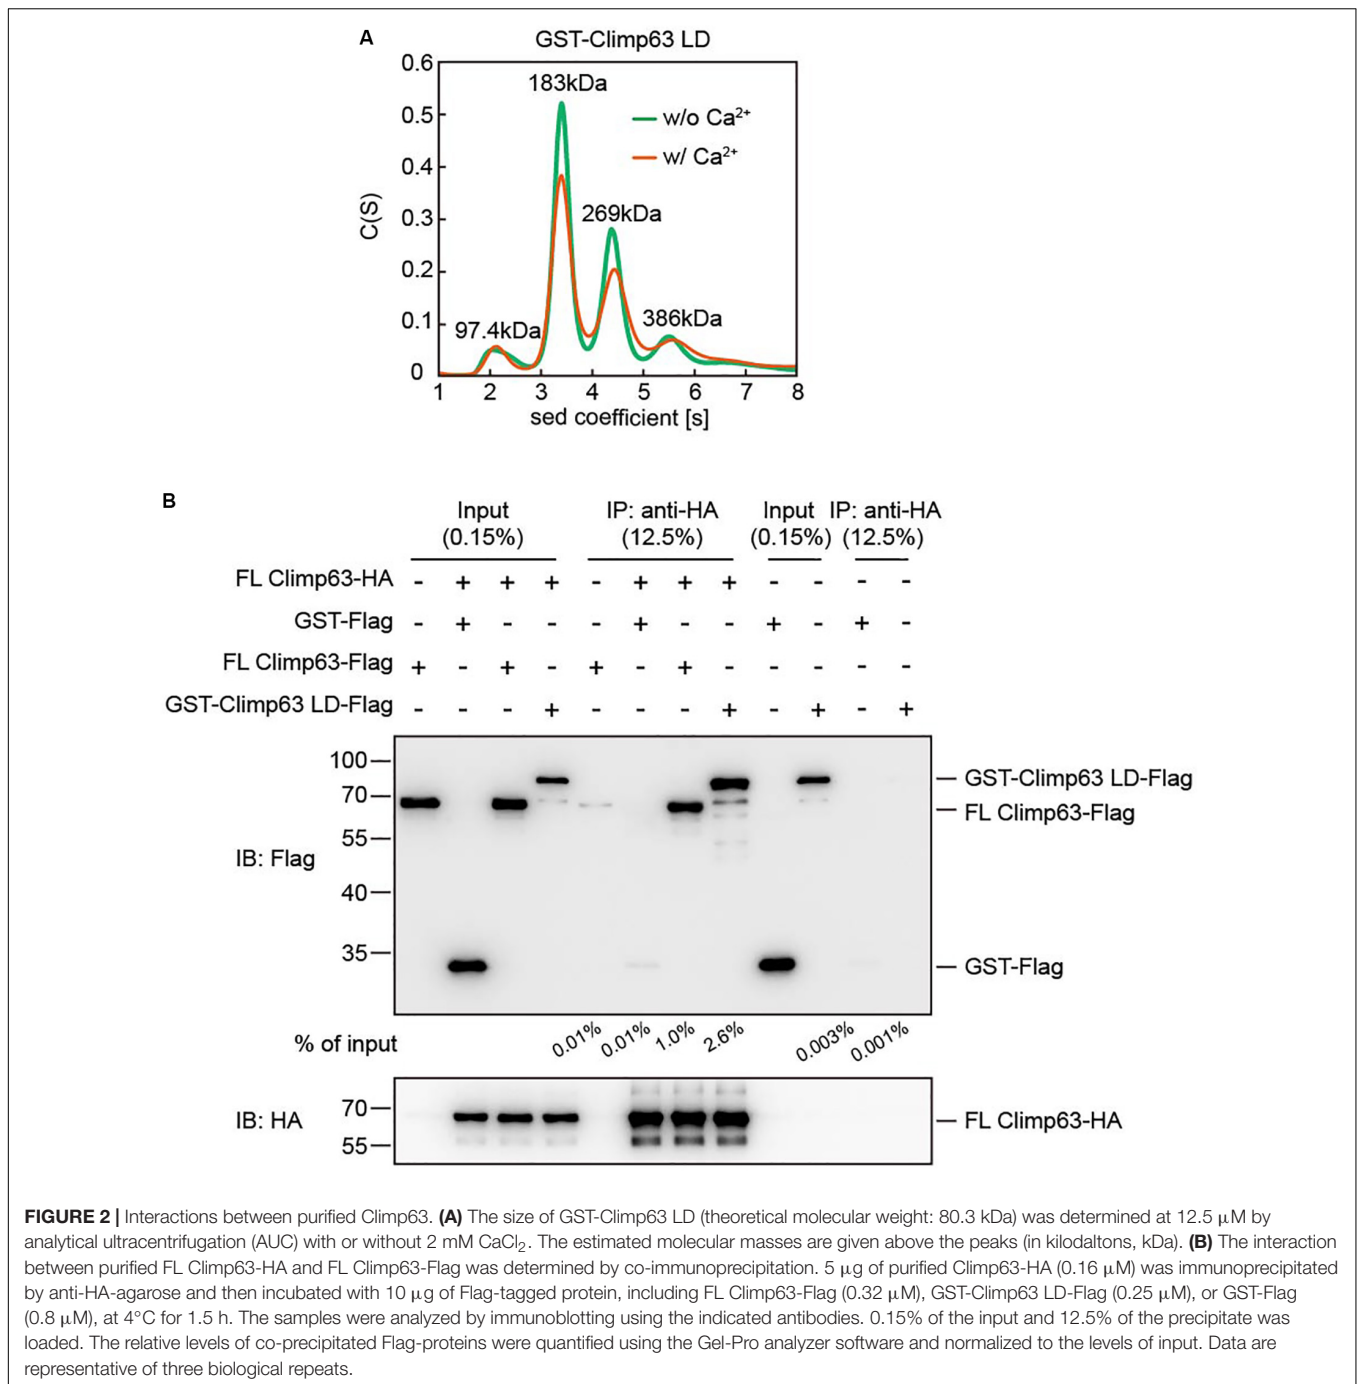 A
GST-Climp63 LD
0.6
0.5
0.4
0.3
0.2
0.1
0
C(S)
183kDa
w/o Ca²⁺
w/ Ca²⁺
269kDa
97.4kDa
386kDa
1 2 3 4 5 6 7 8
sed coefficient [s]
B
Input IP: anti-HA Input IP: anti-HA
(0.15%) (12.5%) (0.15%) (12.5%)
FL Climp63-HA - + + + - + + + - - - -
GST-Flag - + - - - + - - + - + -
FL Climp63-Flag + - + - + - + - - - - -
GST-Climp63 LD-Flag - - - + - - - + - + - +
100
70
55
40
35
IB: Flag
GST-Climp63 LD-Flag
FL Climp63-Flag
GST-Flag
% of input 0.01% 0.01% 1.0% 2.6% 0.003% 0.001%
70
IB: HA
55
FL Climp63-HA
FIGURE 2 | Interactions between purified Climp63. (A) The size of GST-Climp63 LD (theoretical molecular weight: 80.3 kDa) was determined at 12.5 μM by
analytical ultracentrifugation (AUC) with or without 2 mM CaCl₂. The estimated molecular masses are given above the peaks (in kilodaltons, kDa). (B) The interaction
between purified FL Climp63-HA and FL Climp63-Flag was determined by co-immunoprecipitation. 5 μg of purified Climp63-HA (0.16 μM) was immunoprecipitated
by anti-HA-agarose and then incubated with 10 μg of Flag-tagged protein, including FL Climp63-Flag (0.32 μM), GST-Climp63 LD-Flag (0.25 μM), or GST-Flag
(0.8 μM), at 4°C for 1.5 h. The samples were analyzed by immunoblotting using the indicated antibodies. 0.15% of the input and 12.5% of the precipitate was
loaded. The relative levels of co-precipitated Flag-proteins were quantified using the Gel-Pro analyzer software and normalized to the levels of input. Data are
representative of three biological repeats.